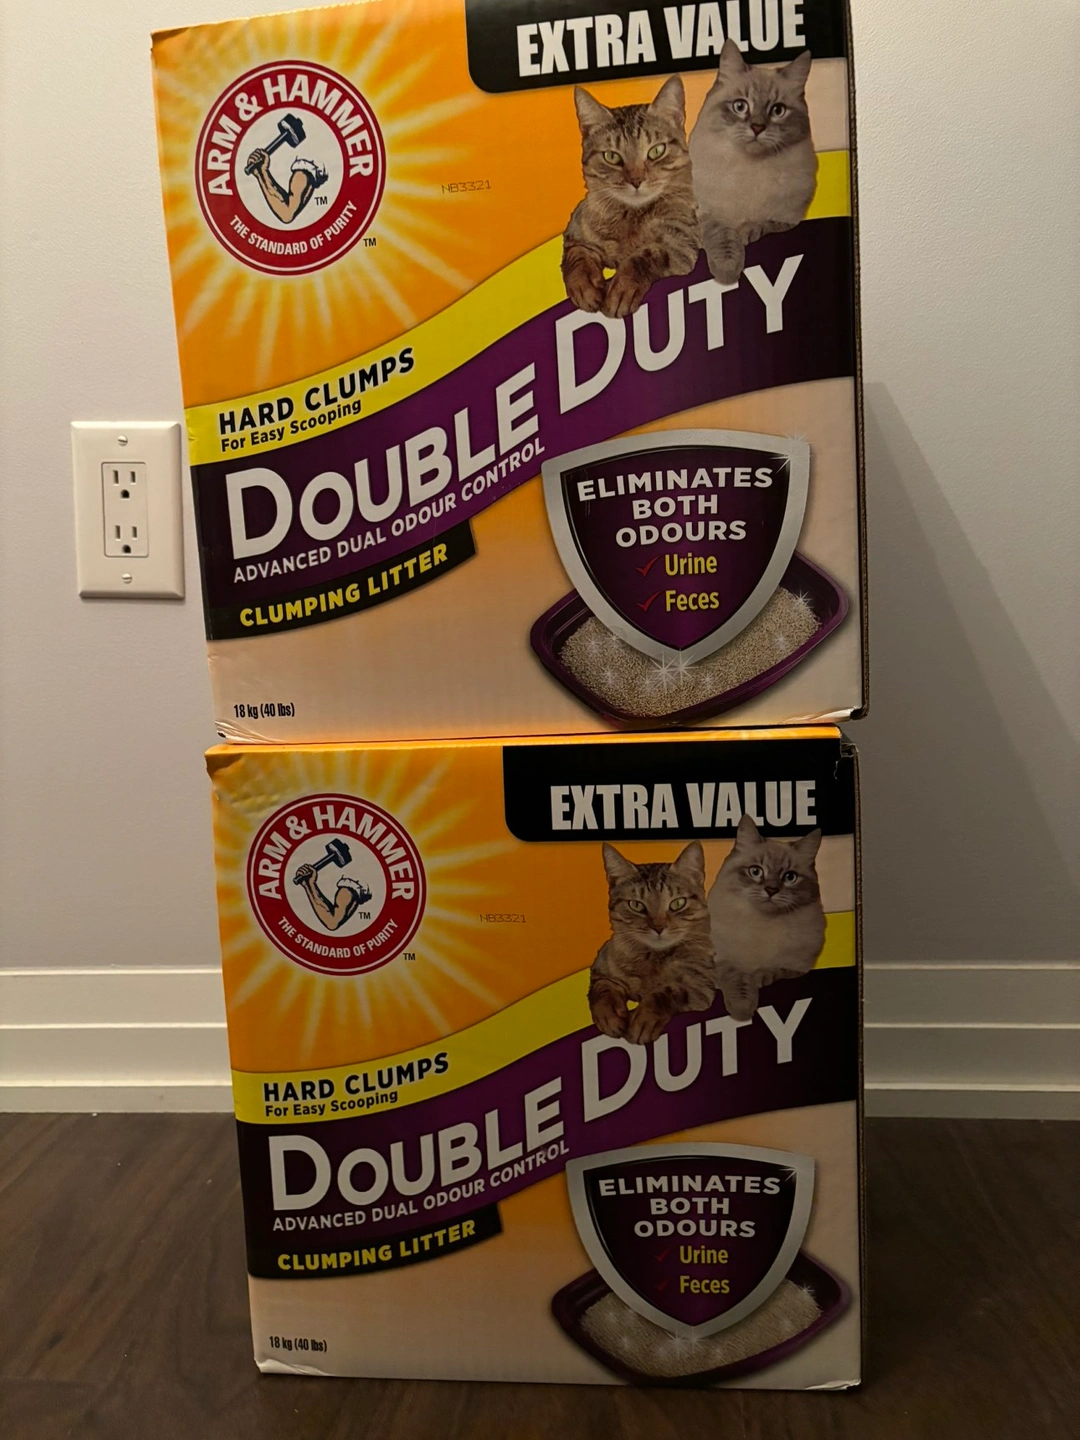 EXTRA VALUE
ARM & HAMMER
THE STANDARD OF PURITY
TM
TM
NB3321
HARD CLUMPS
For Easy Scooping
DOUBLE DUTY
ADVANCED DUAL ODOUR CONTROL
CLUMPING LITTER
ELIMINATES
BOTH
ODOURS
Urine
Feces
18 kg (40 lbs)
EXTRA VALUE
ARM & HAMMER
THE STANDARD OF PURITY
TM
TM
NB3321
HARD CLUMPS
For Easy Scooping
DOUBLE DUTY
ADVANCED DUAL ODOUR CONTROL
CLUMPING LITTER
ELIMINATES
BOTH
ODOURS
Urine
Feces
18 kg (40 lbs)